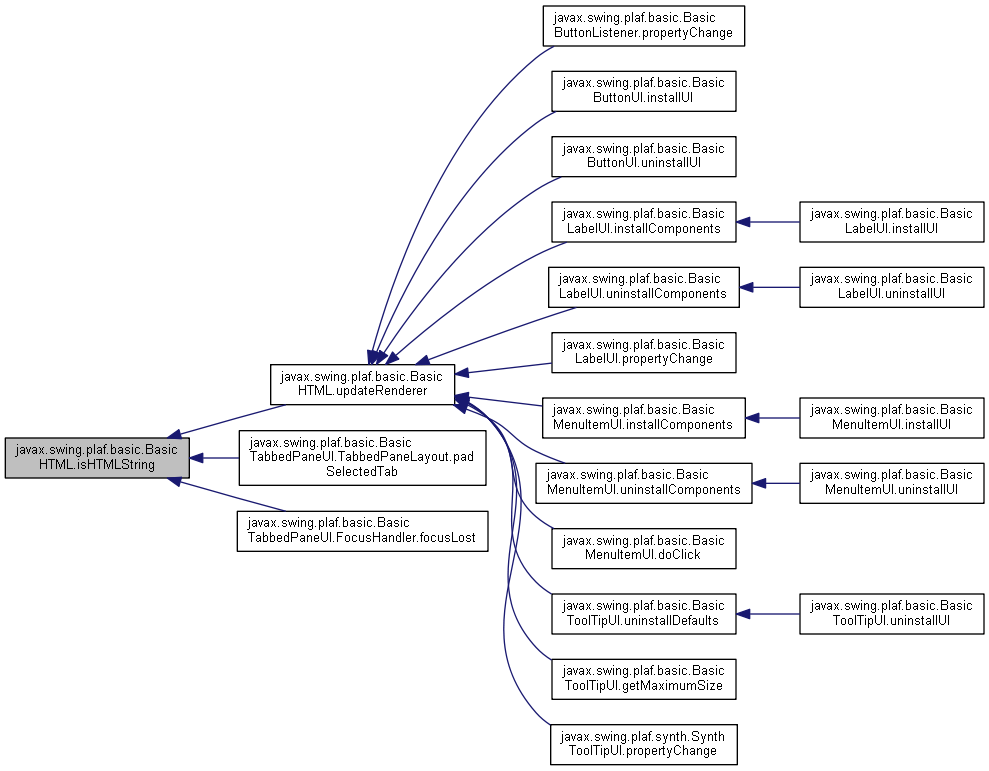 javax.swing.plaf.basic.Basic
ButtonListener.propertyChange
javax.swing.plaf.basic.Basic
ButtonUI.installUI
javax.swing.plaf.basic.Basic
ButtonUI.uninstallUI
javax.swing.plaf.basic.Basic
LabelUI.installComponents
javax.swing.plaf.basic.Basic
LabelUI.installUI
javax.swing.plaf.basic.Basic
LabelUI.uninstallComponents
javax.swing.plaf.basic.Basic
LabelUI.uninstallUI
javax.swing.plaf.basic.Basic
LabelUI.propertyChange
javax.swing.plaf.basic.Basic
HTML.updateRenderer
javax.swing.plaf.basic.Basic
MenuItemUI.installComponents
javax.swing.plaf.basic.Basic
MenuItemUI.installUI
javax.swing.plaf.basic.Basic
HTML.isHTMLString
javax.swing.plaf.basic.Basic
TabbedPaneUI.TabbedPaneLayout.pad
SelectedTab
javax.swing.plaf.basic.Basic
MenuItemUI.uninstallComponents
javax.swing.plaf.basic.Basic
MenuItemUI.uninstallUI
javax.swing.plaf.basic.Basic
TabbedPaneUI.FocusHandler.focusLost
javax.swing.plaf.basic.Basic
MenuItemUI.doClick
javax.swing.plaf.basic.Basic
ToolTipUI.uninstallDefaults
javax.swing.plaf.basic.Basic
ToolTipUI.uninstallUI
javax.swing.plaf.basic.Basic
ToolTipUI.getMaximumSize
javax.swing.plaf.synth.Synth
ToolTipUI.propertyChange